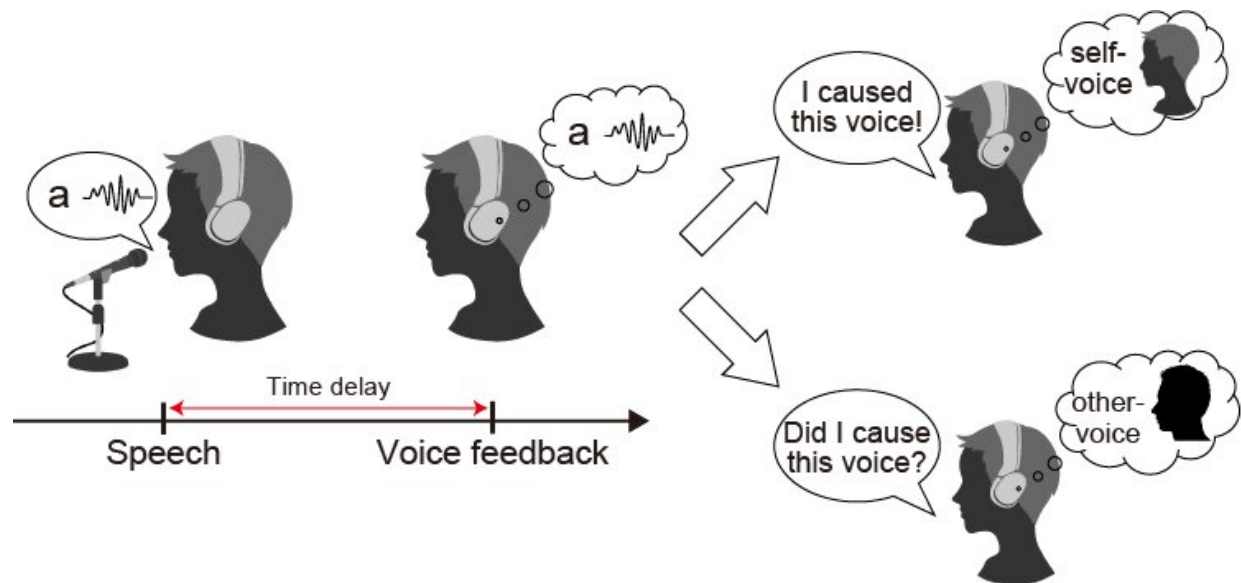 a
a
Time delay
Speech
Voice feedback
I caused
this voice!
self-
voice
Did I cause
this voice?
other-
voice